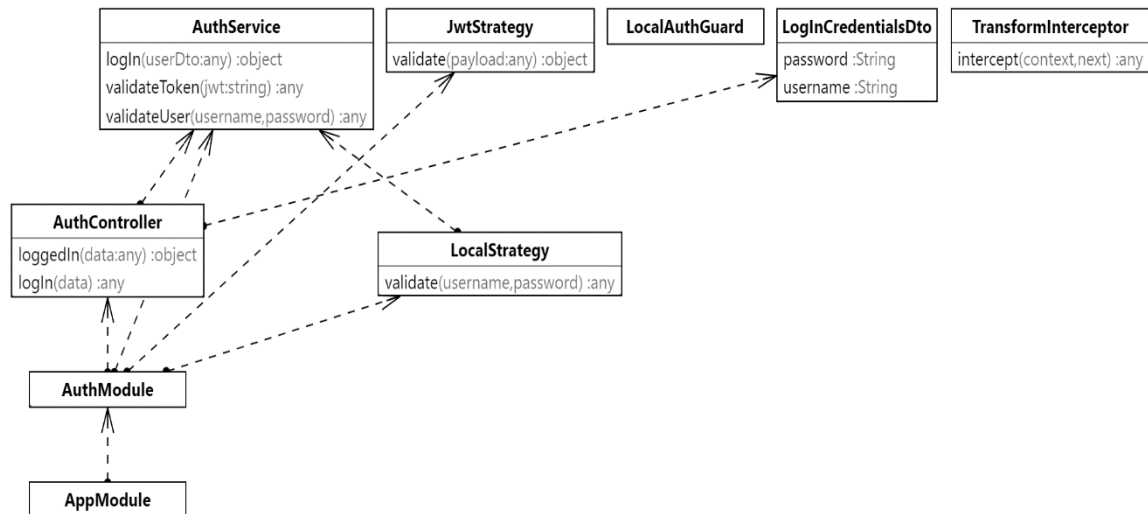 AuthService
logIn(userDto:any) :object
validateToken(jwt:string) :any
validateUser(username,password) :any
JwtStrategy
validate(payload:any) :object
LocalAuthGuard
LogInCredentialsDto
password :String
username :String
TransformInterceptor
intercept(context,next) :any
AuthController
loggedIn(data:any) :object
logIn(data) :any
LocalStrategy
validate(username,password) :any
AuthModule
AppModule